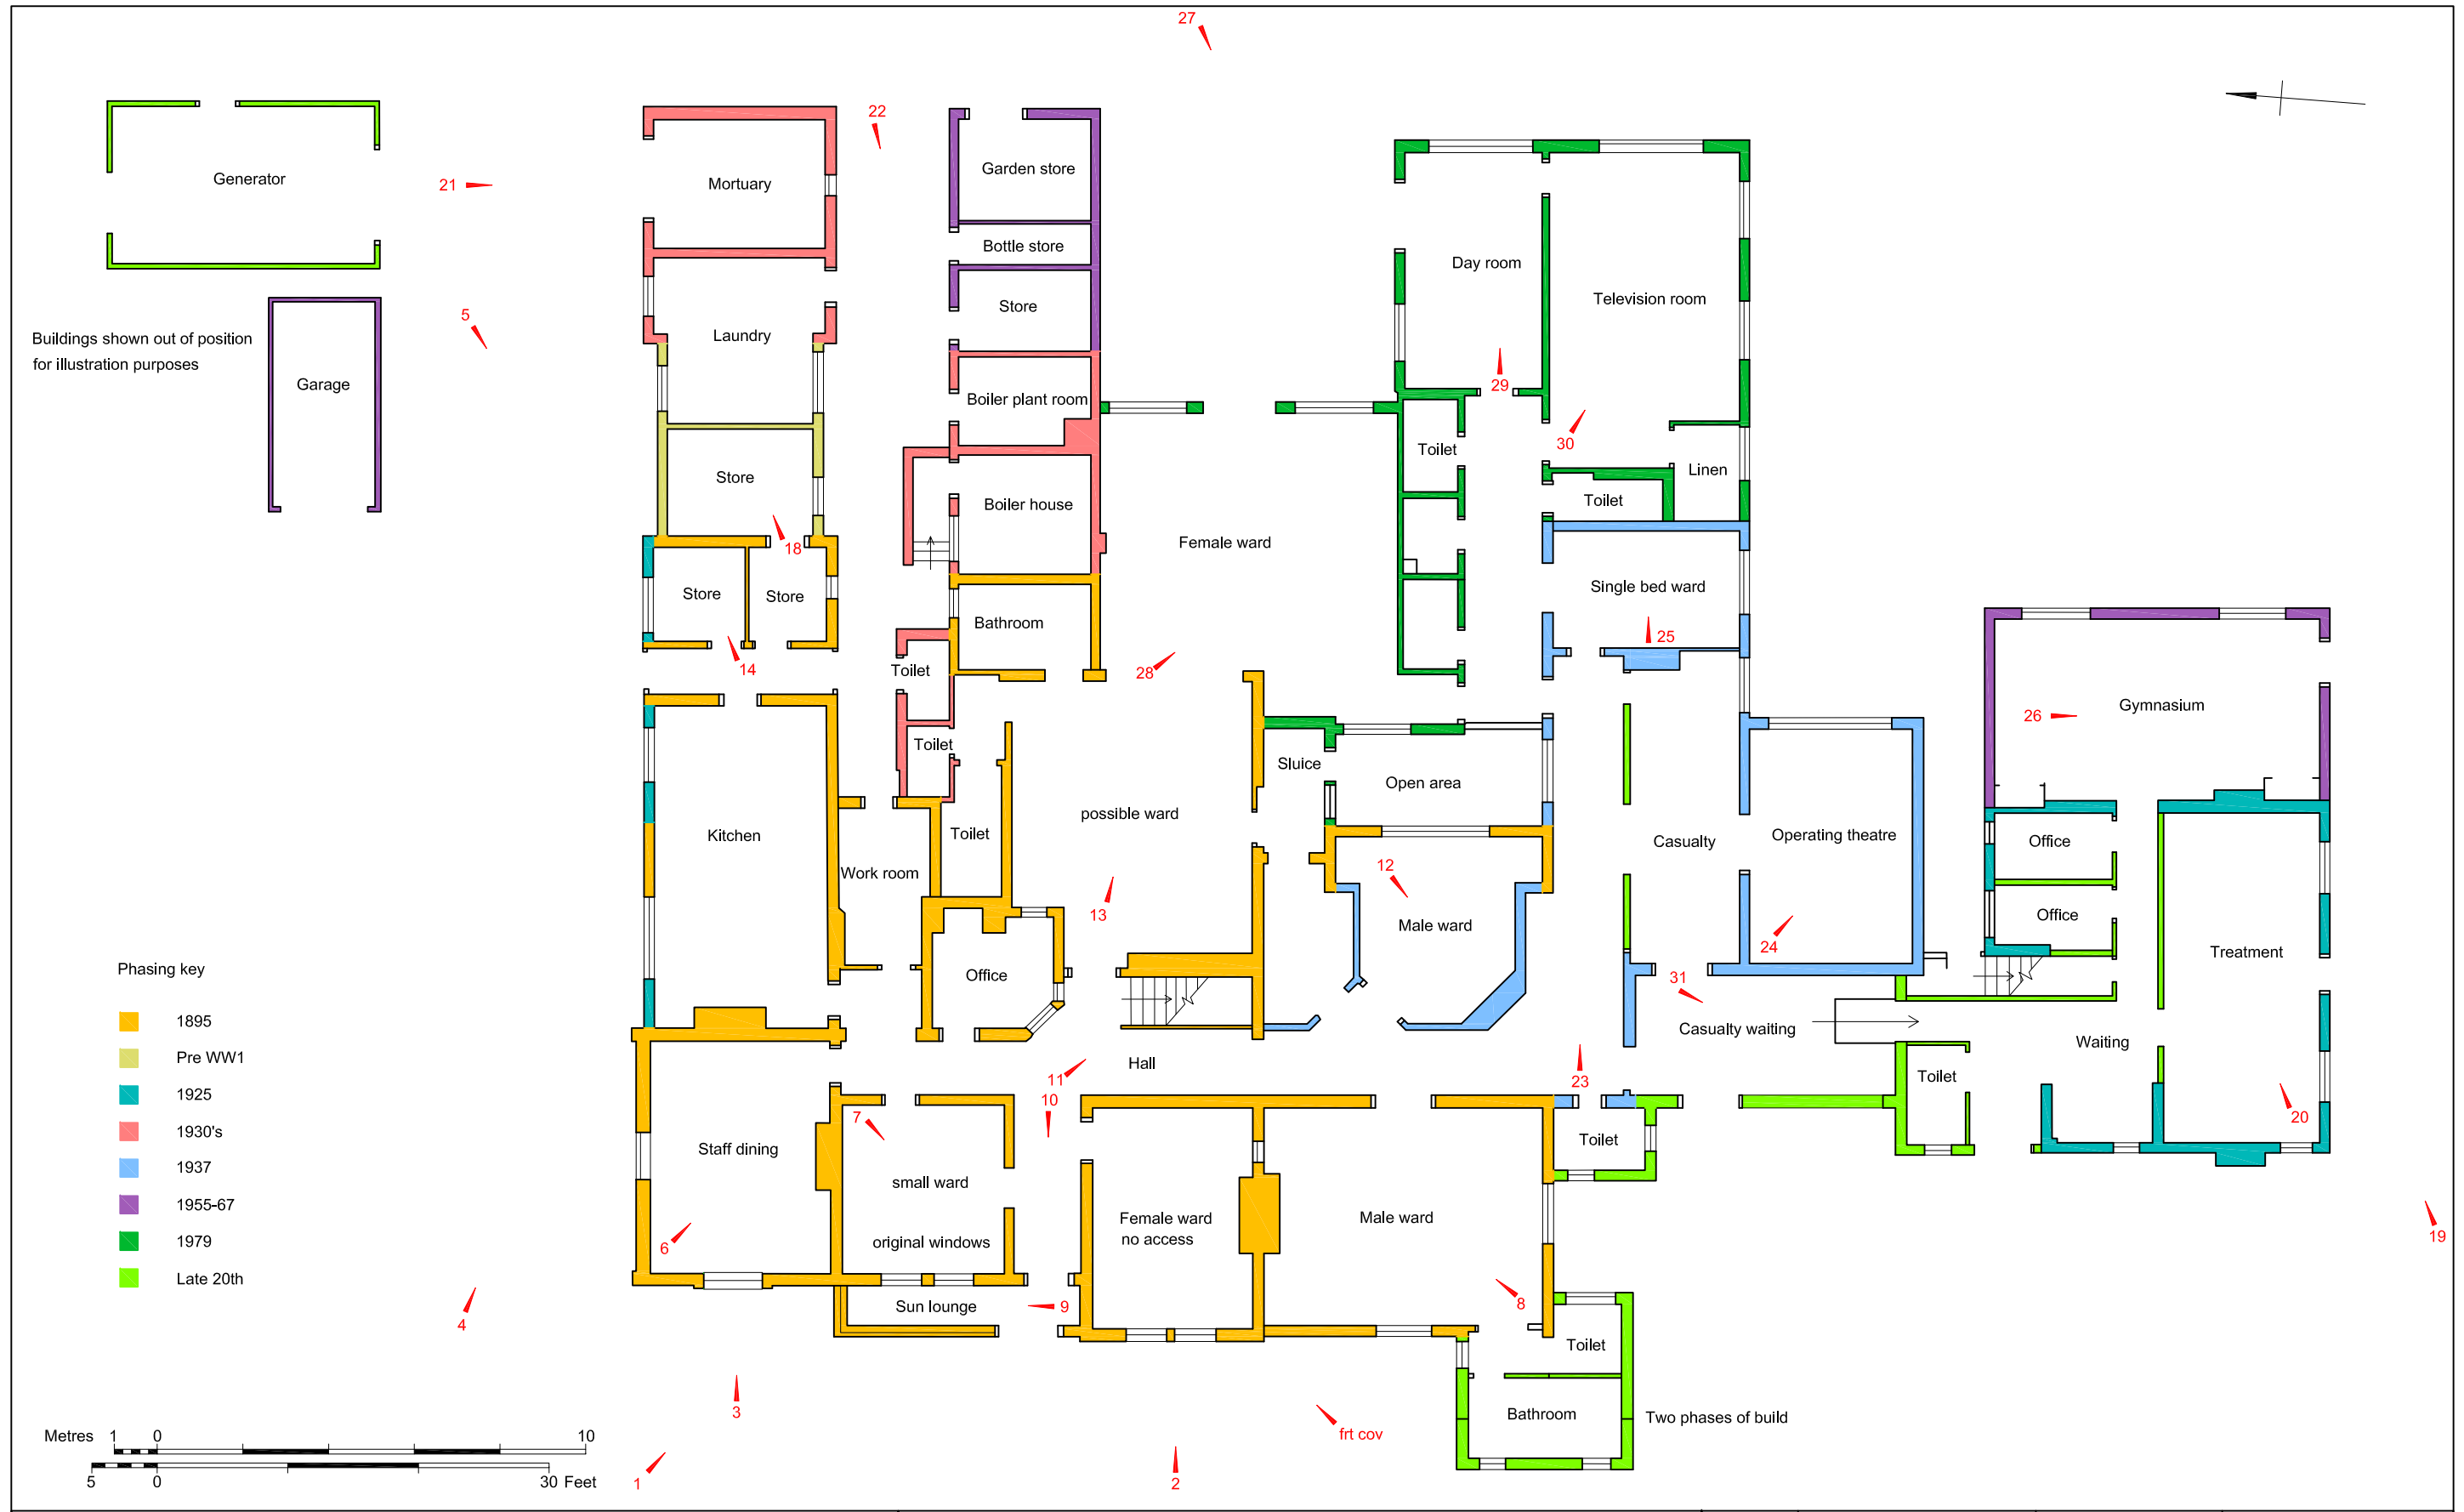 27
22
Generator
21
Mortuary
Garden store
Bottle store
Day room
Television room
Store
5
Buildings shown out of position
for illustration purposes
Laundry
Garage
Boiler plant room
29
30
Toilet
Linen
Store
Boiler house
Toilet
18
Female ward
Store
Store
Bathroom
Single bed ward
25
14
Toilet
28
Toilet
Sluice
Open area
26
Gymnasium
Kitchen
Toilet
possible ward
Casualty
Operating theatre
Office
Work room
12
13
Male ward
Office
24
Treatment
Phasing key
Office
31
1895
Casualty waiting
Waiting
Pre WW1
Hall
11
10
23
Toilet
1925
7
20
1930's
Staff dining
Toilet
1937
small ward
1955-67
Female ward
no access
Male ward
1979
6
original windows
19
Late 20th
Sun lounge
9
8
4
Toilet
3
Bathroom
Two phases of build
frt cov
Metres 1 0 10
5 0 30 Feet
1
2